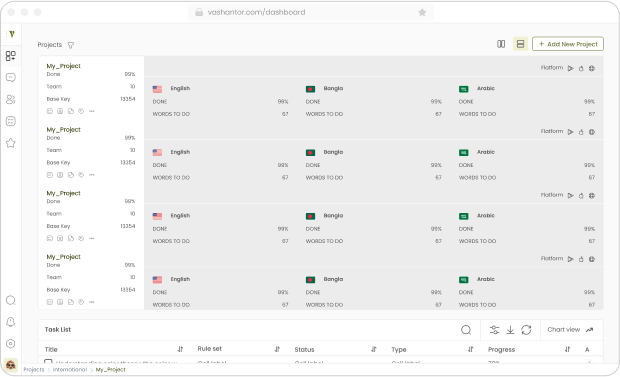 vashantor.com/dashboard
Projects
Add New Project
My_Project
Done 99%
Team 10
Base Key 13354
Platform
English Bangla Arabic
DONE 99% DONE 99% DONE 99%
WORDS TO DO 67 WORDS TO DO 67 WORDS TO DO 67
My_Project
Done 99%
Team 10
Base Key 13354
Platform
English Bangla Arabic
DONE 99% DONE 99% DONE 99%
WORDS TO DO 67 WORDS TO DO 67 WORDS TO DO 67
My_Project
Done 99%
Team 10
Base Key 13354
Platform
English Bangla Arabic
DONE 99% DONE 99% DONE 99%
WORDS TO DO 67 WORDS TO DO 67 WORDS TO DO 67
My_Project
Done 99%
Team 10
Base Key 13354
Platform
English Bangla Arabic
DONE 99% DONE 99% DONE 99%
WORDS TO DO 67 WORDS TO DO 67 WORDS TO DO 67
Task List Chart view
Title Rule set Status Type Progress A
Projects > International > My_Project